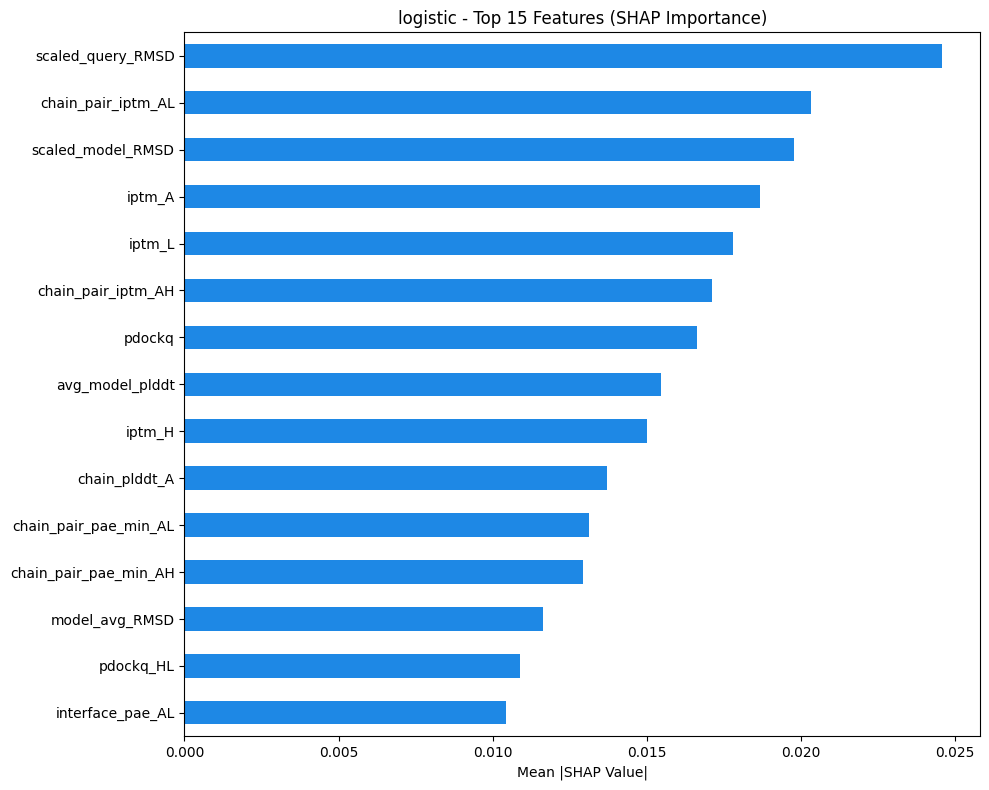 logistic - Top 15 Features (SHAP Importance)
scaled_query_RMSD
chain_pair_iptm_AL
scaled_model_RMSD
iptm_A
iptm_L
chain_pair_iptm_AH
pdockq
avg_model_plddt
iptm_H
chain_plddt_A
chain_pair_pae_min_AL
chain_pair_pae_min_AH
model_avg_RMSD
pdockq_HL
interface_pae_AL
0.000 0.005 0.010 0.015 0.020 0.025
Mean |SHAP Value|